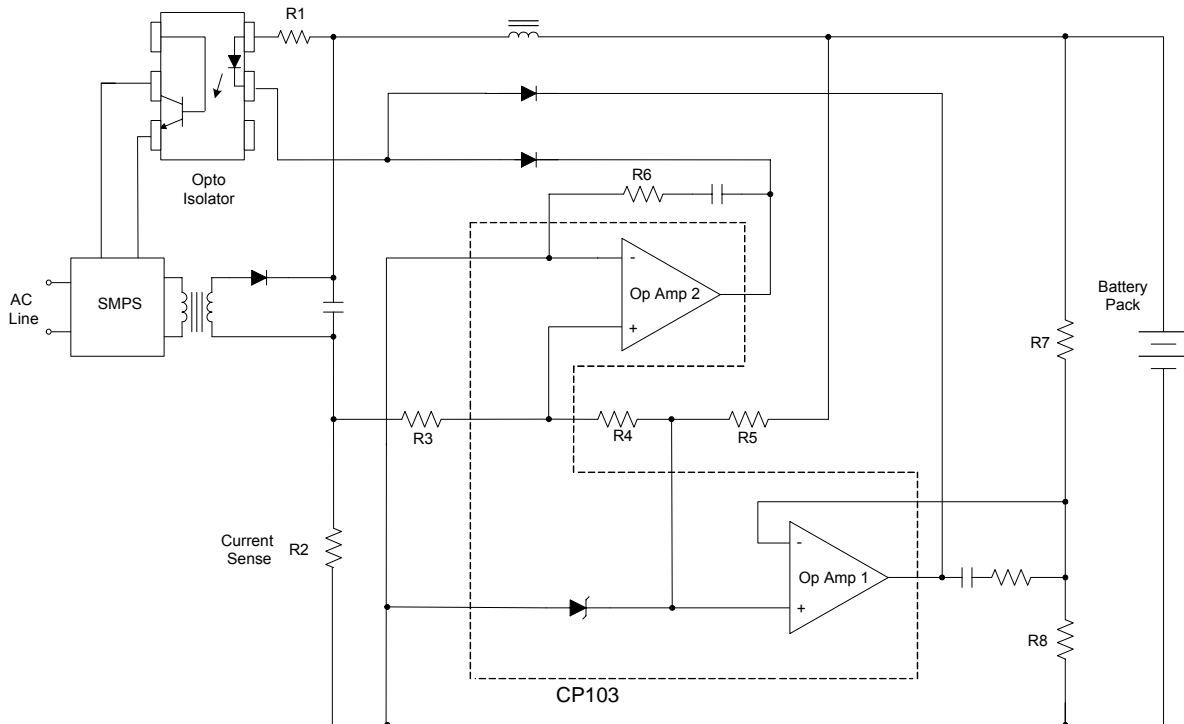 R1
Opto
Isolator
R6
-
Op Amp 2
+
AC
Line
SMPS
Battery
Pack
R7
R3
R4
R5
Current
Sense
R2
-
Op Amp 1
+
R8
CP103